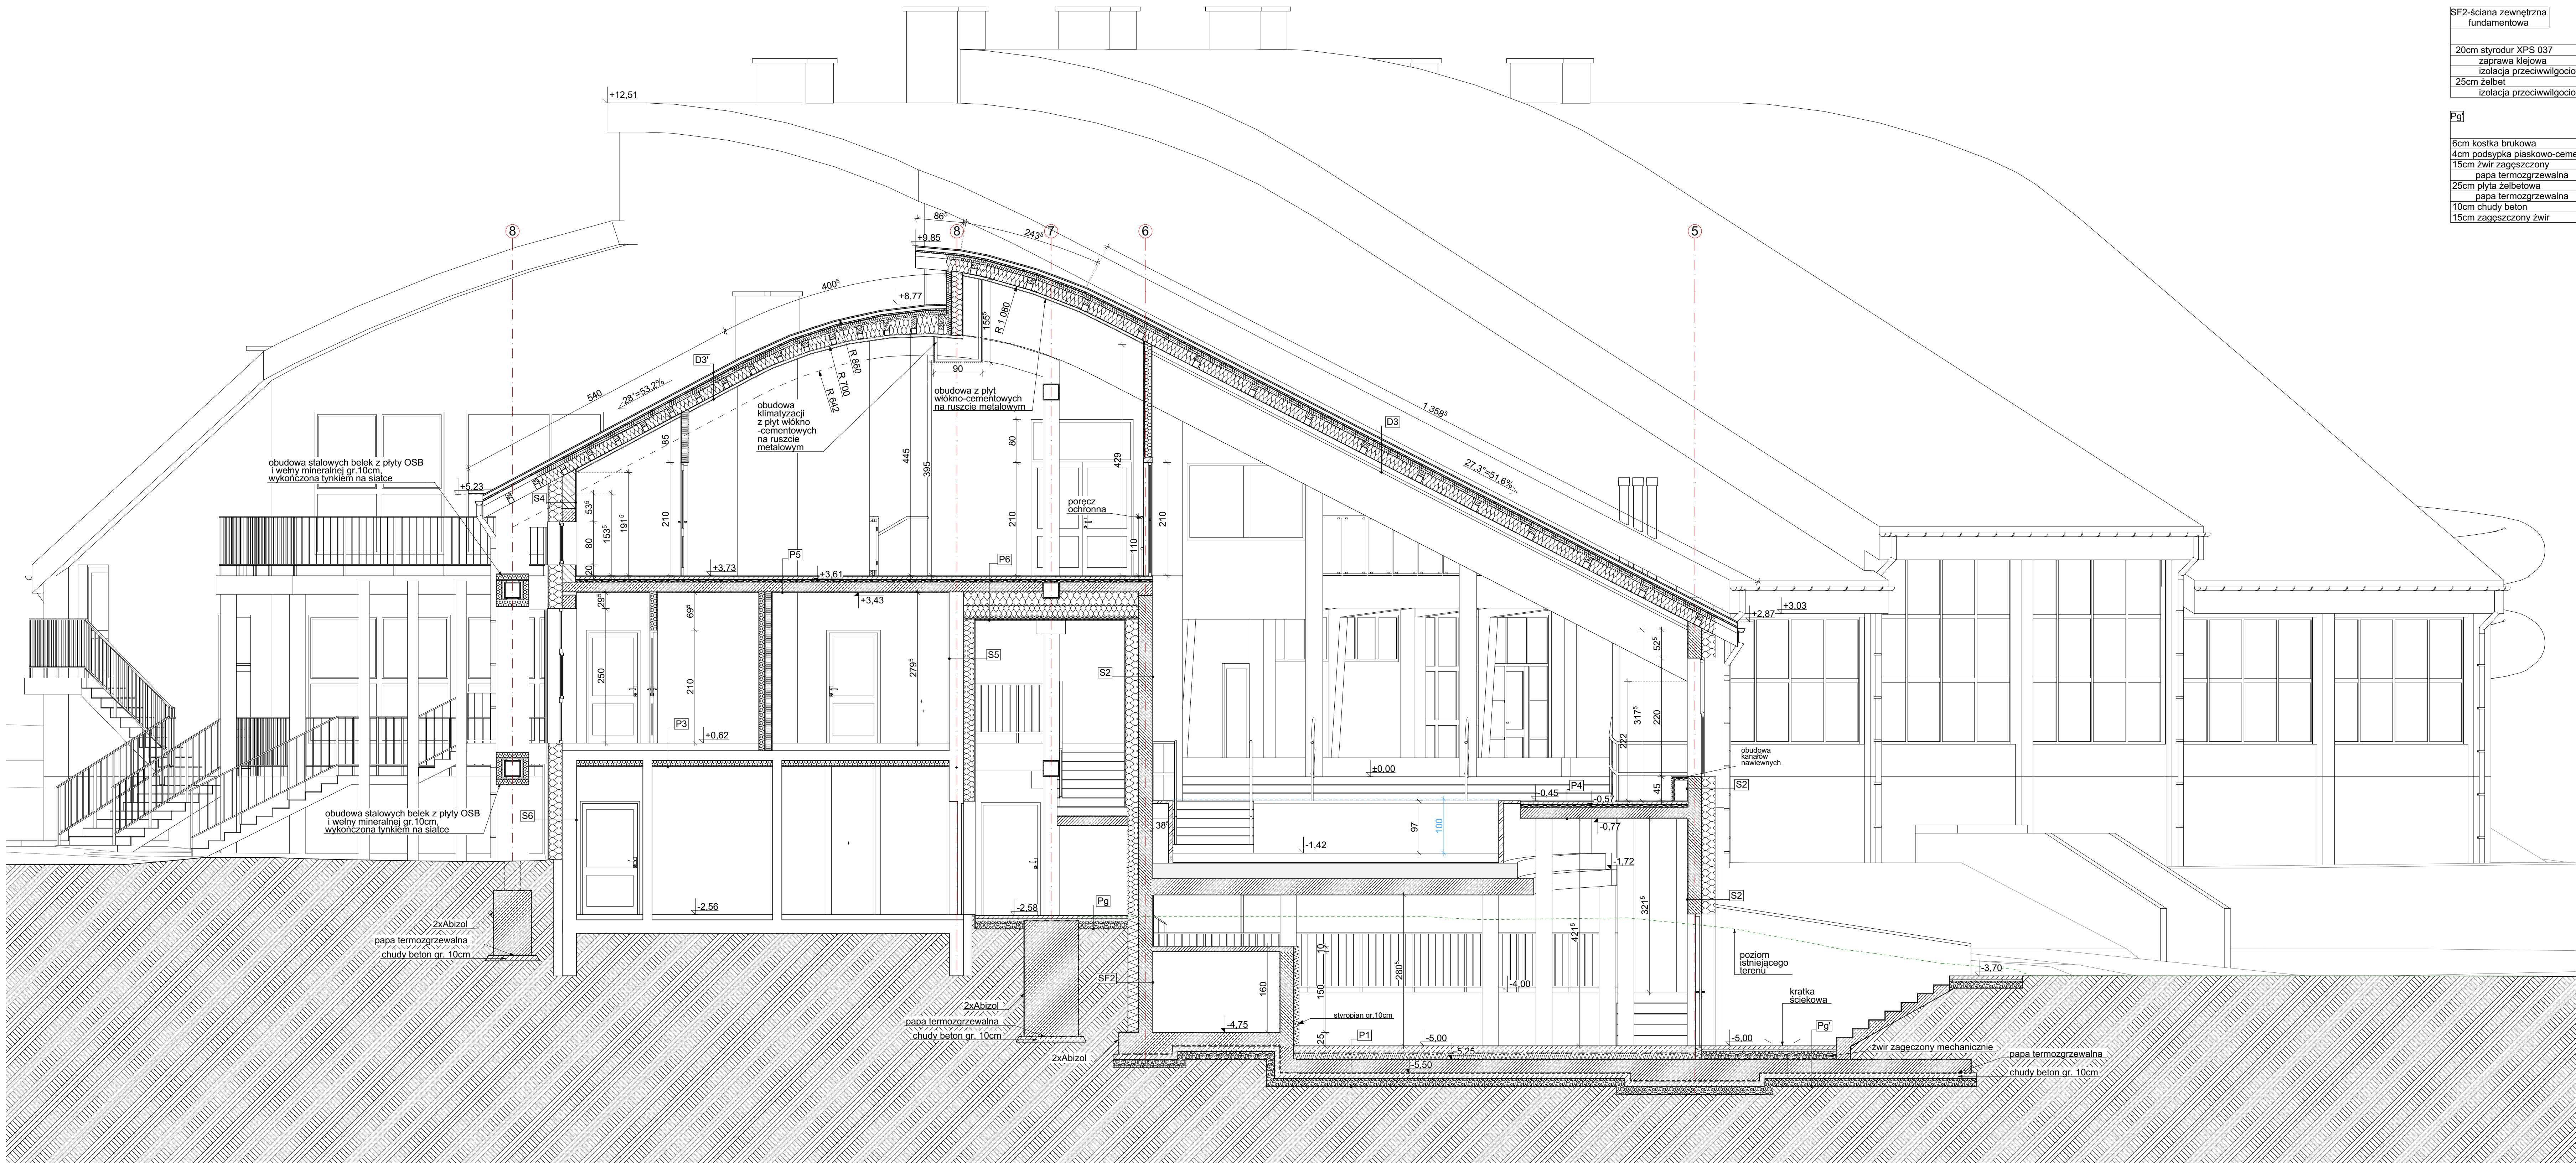 SF2-ściana zewnętrzna
fundamentowa
20cm styrodur XPS 037
zaprawa klejowa
izolacja przeciwwilgocio
25cm żelbet
izolacja przeciwwilgocio
Pg'
6cm kostka brukowa
4cm podsypka piaskowo-ceme
15cm żwir zagęszczony
papa termozgrzewalna
25cm płyta żelbetowa
papa termozgrzewalna
10cm chudy beton
15cm zagęszczony żwir
+12,51
8
8
7
6
5
86⁵
243⁵
+9,85
400⁵
+8,77
155⁵
R 1 080
90
D3'
540
28°=53,2%
R 860
R 700
R 642
obudowa
klimatyzacji
z płyt włókno
-cementowych
na ruszcie
metalowym
obudowa z płyt
włókno-cementowych
na ruszcie metalowym
1 358⁵
D3
27,3°=51,6%
obudowa stalowych belek z płyty OSB
i wełny mineralnej gr.10cm,
wykończona tynkiem na siatce
+5,23
S4
53⁵
153⁵
191⁵
80
20
85
210
445
395
80
210
429
poręcz
ochronna
110
210
+3,73
P5
+3,61
P6
+3,43
29⁵
69⁵
250
210
279⁵
S5
S2
P3
+0,62
+3,03
+2,87
52⁵
317⁵
220
222
45
obudowa
kanałów
nawiewnych
S2
±0,00
P4
-0,45
-0,57
-0,77
38⁵
97
100
-1,42
-1,72
obudowa stalowych belek z płyty OSB
i wełny mineralnej gr.10cm,
wykończona tynkiem na siatce
S6
-2,56
-2,58
Pg
S2
321⁵
421⁵
280⁵
2xAbizol
papa termozgrzewalna
chudy beton gr. 10cm
SF2
10
150
160
25
-4,00
poziom
istniejącego
terenu
-3,70
kratka
ściekowa
2xAbizol
papa termozgrzewalna
chudy beton gr. 10cm
2xAbizol
-4,75
styropian gr.10cm
P1
-5,00
-5,25
-5,50
-5,00
Pg'
żwir zagęczony mechanicznie
papa termozgrzewalna
chudy beton gr. 10cm